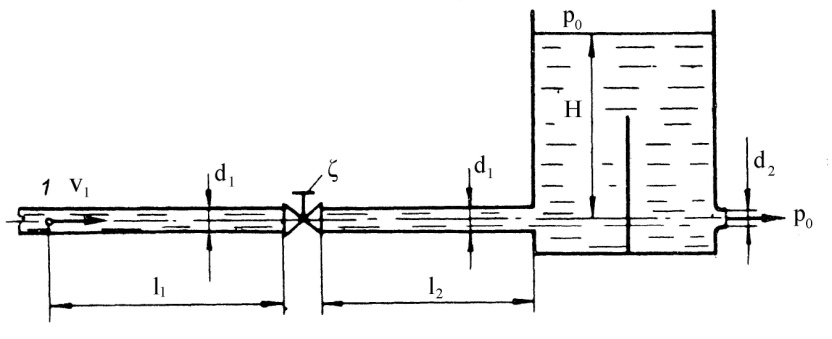 p₀
H
1 v₁
d₁
ζ
d₁
d₂
p₀
l₁
l₂